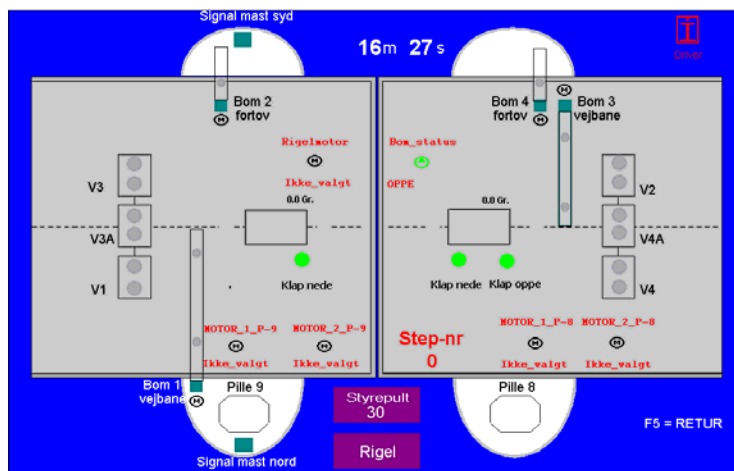 Signal mast syd
16m 27s
Driver
Bom 2
fortov
Bom 4
fortov
Bom 3
vejbane
Rigelmotor
Ikke_valgt
Bom_status
OPPE
V3
V3A
V1
0.0 Gr.
Klap nede
0.0 Gr.
Klap nede
Klap oppe
V2
V4A
V4
MOTOR_1_P-9
Ikke_valgt
MOTOR_2_P-9
Ikke_valgt
Step-nr
0
MOTOR_1_P-8
Ikke_valgt
MOTOR_2_P-8
Ikke_valgt
Bom 1
vejbane
Pille 9
Pille 8
Styrepult
30
Rigel
F5 = RETUR
Signal mast nord